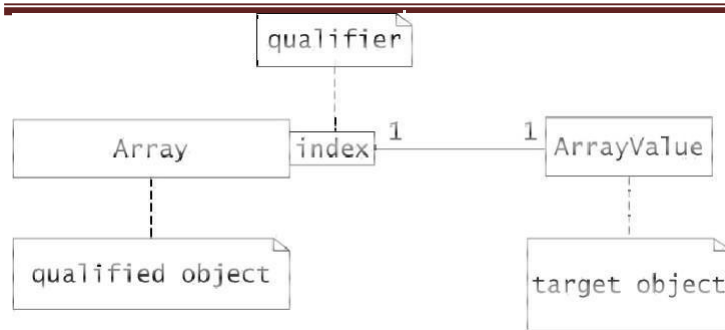 qualifier
Array
index
1
1
ArrayValue
qualified object
target object